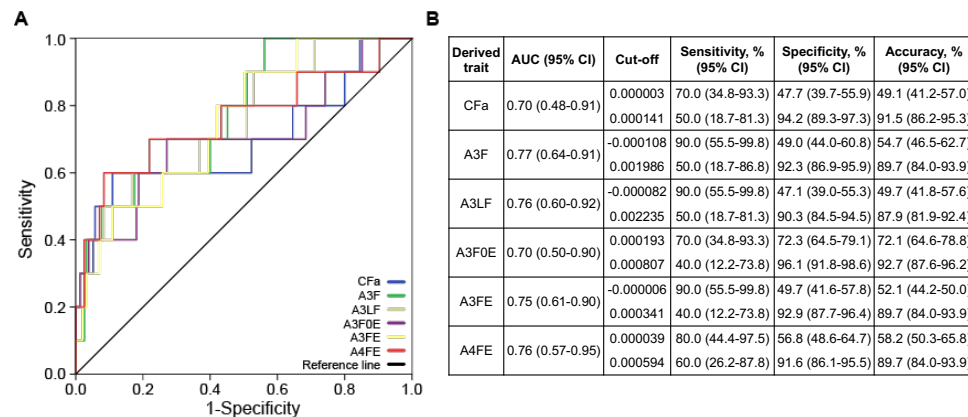 A
1.0
0.8
0.6
0.4
0.2
0.0
Sensitivity
0.0 0.2 0.4 0.6 0.8 1.0
1-Specificity
CFa
A3F
A3LF
A3F0E
A3FE
A4FE
Reference line
B
Derived trait AUC (95% CI) Cut-off Sensitivity, % (95% CI) Specificity, % (95% CI) Accuracy, % (95% CI)
CFa 0.70 (0.48-0.91) 0.000003 70.0 (34.8-93.3) 47.7 (39.7-55.9) 49.1 (41.2-57.0)
0.000141 50.0 (18.7-81.3) 94.2 (89.3-97.3) 91.5 (86.2-95.3)
A3F 0.77 (0.64-0.91) -0.000108 90.0 (55.5-99.8) 49.0 (44.0-60.8) 54.7 (46.5-62.7)
0.001986 50.0 (18.7-86.8) 92.3 (86.9-95.9) 89.7 (84.0-93.9)
A3LF 0.76 (0.60-0.92) -0.000082 90.0 (55.5-99.8) 47.1 (39.0-55.3) 49.7 (41.8-57.6)
0.002235 50.0 (18.7-81.3) 90.3 (84.5-94.5) 87.9 (81.9-92.4)
A3F0E 0.70 (0.50-0.90) 0.000193 70.0 (34.8-93.3) 72.3 (64.5-79.1) 72.1 (64.6-78.8)
0.000807 40.0 (12.2-73.8) 96.1 (91.8-98.6) 92.7 (87.6-96.2)
A3FE 0.75 (0.61-0.90) -0.000006 90.0 (55.5-99.8) 49.7 (41.6-57.8) 52.1 (44.2-50.0)
0.000341 40.0 (12.2-73.8) 92.9 (87.7-96.4) 89.7 (84.0-93.9)
A4FE 0.76 (0.57-0.95) 0.000039 80.0 (44.4-97.5) 56.8 (48.6-64.7) 58.2 (50.3-65.8)
0.000594 60.0 (26.2-87.8) 91.6 (86.1-95.5) 89.7 (84.0-93.9)